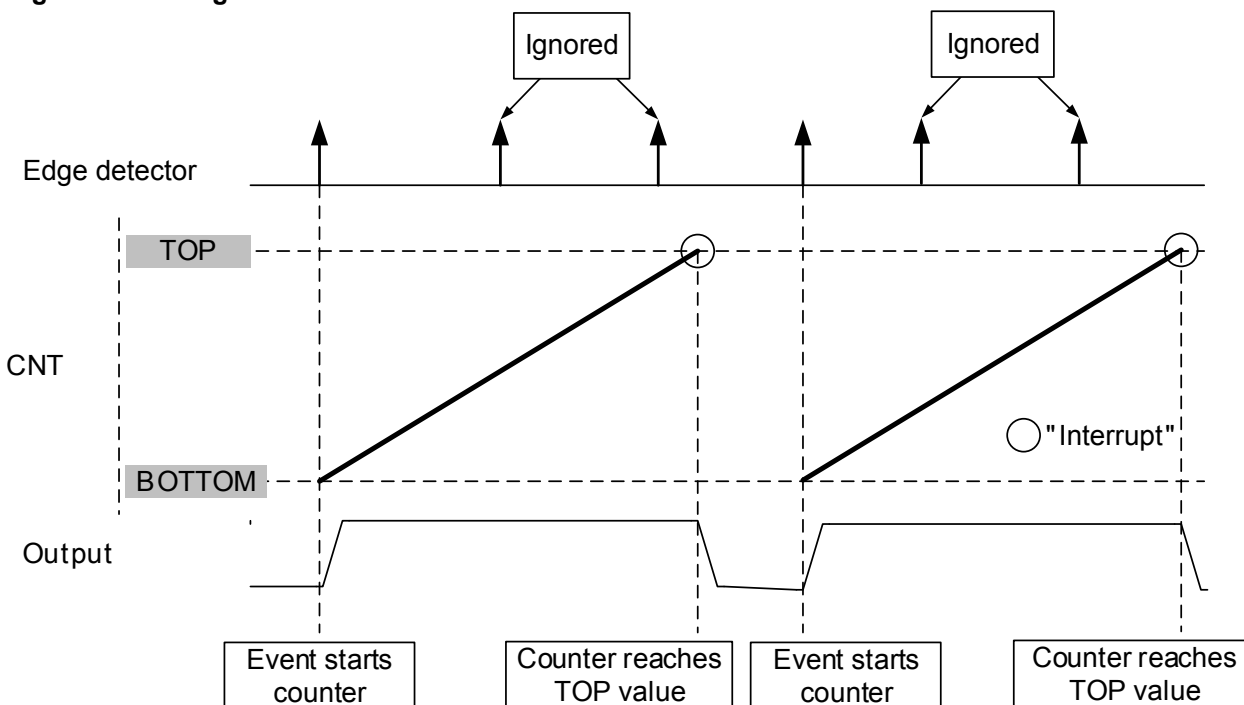 Ignored
Ignored
Edge detector
TOP
CNT
"Interrupt"
BOTTOM
Output
Event starts
counter
Counter reaches
TOP value
Event starts
counter
Counter reaches
TOP value